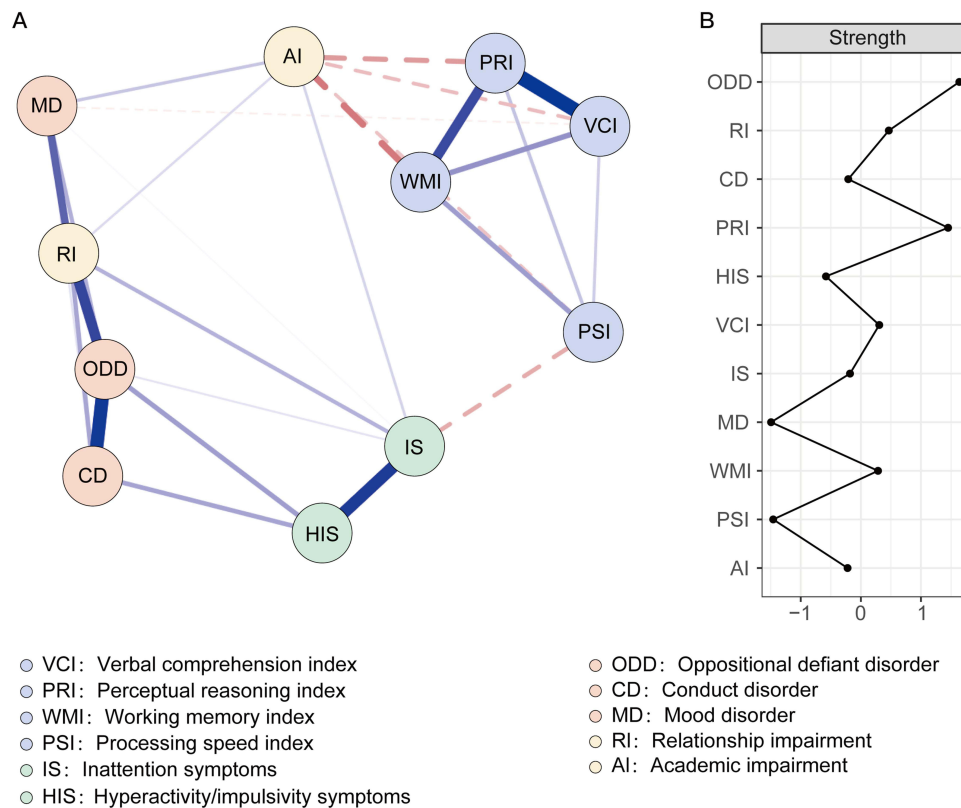 A
B
AI
PRI
MD
VCI
WMI
RI
PSI
ODD
IS
CD
HIS
Strength
ODD
RI
CD
PRI
HIS
VCI
IS
MD
WMI
PSI
AI
−1 0 1
VCI: Verbal comprehension index
PRI: Perceptual reasoning index
WMI: Working memory index
PSI: Processing speed index
IS: Inattention symptoms
HIS: Hyperactivity/impulsivity symptoms
ODD: Oppositional defiant disorder
CD: Conduct disorder
MD: Mood disorder
RI: Relationship impairment
AI: Academic impairment